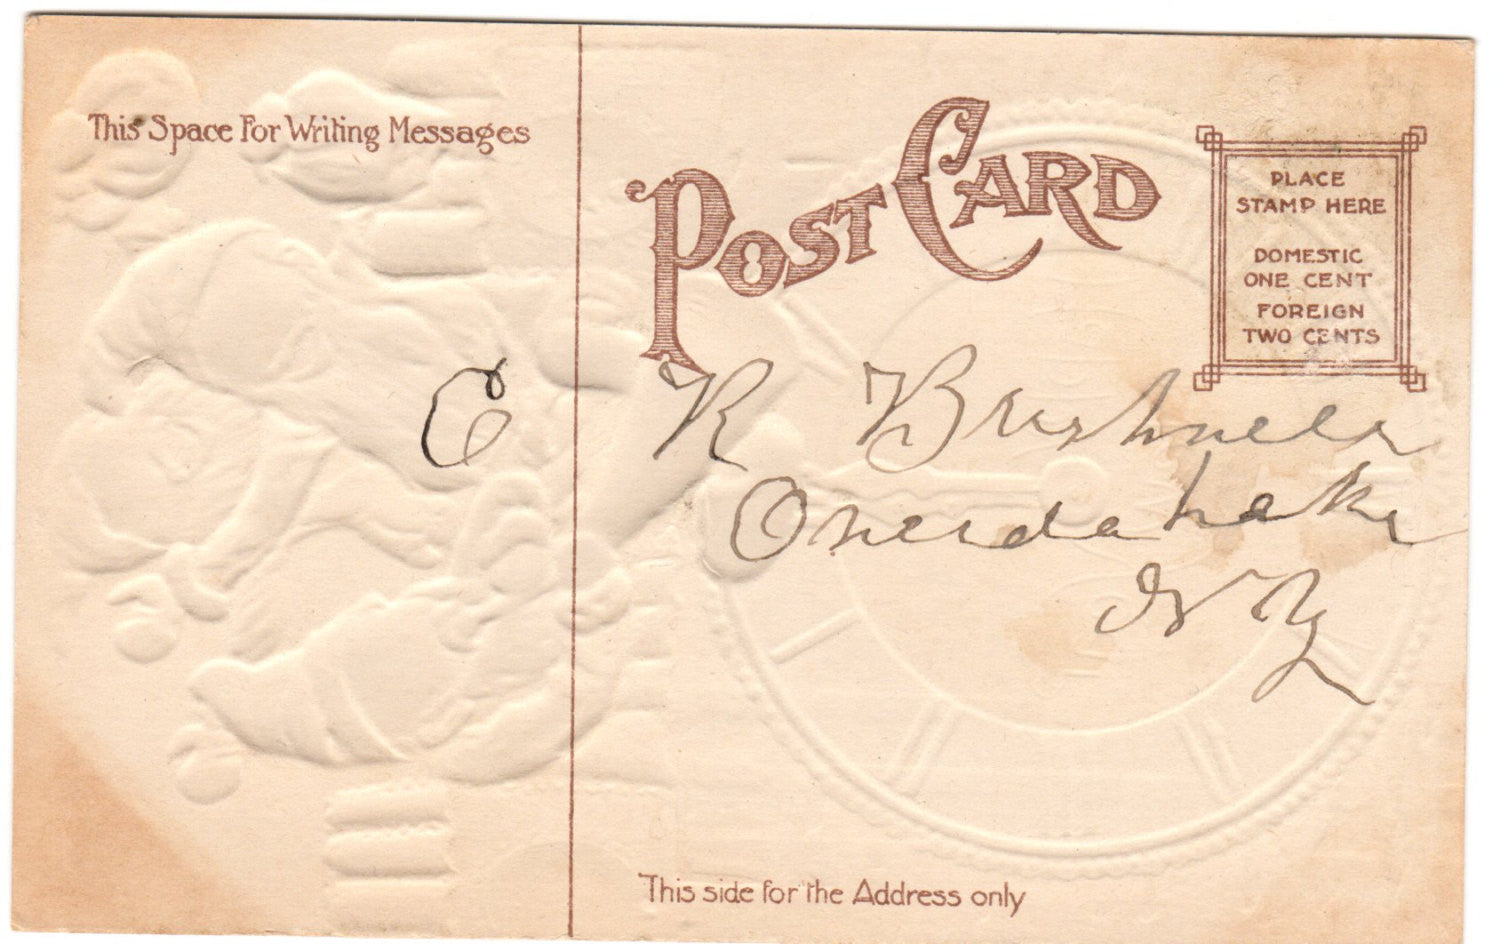 This Space For Writing Messages
POST CARD
PLACE
STAMP HERE
DOMESTIC
ONE CENT
FOREIGN
TWO CENTS
C R Bushnell
Oneida Lake
N Y
This side for the Address only